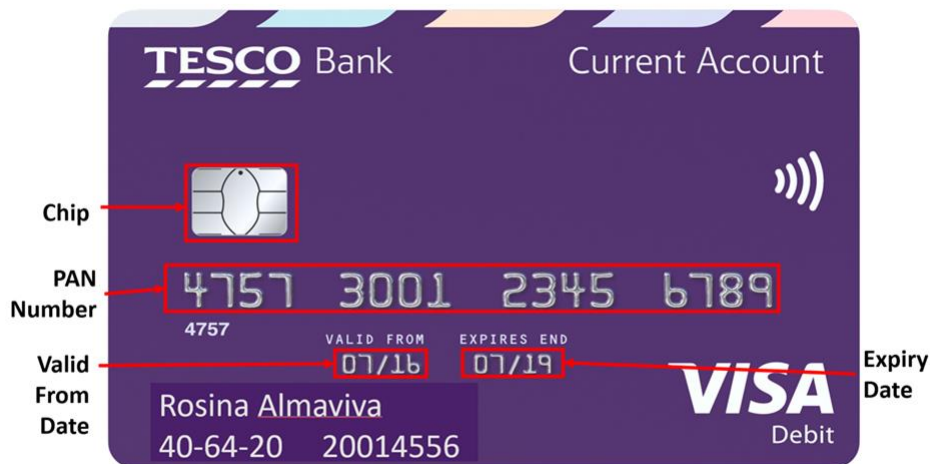 TESCO Bank Current Account
Chip
PAN
Number
4757 3001 2345 6789
4757
VALID FROM EXPIRES END
07/16 07/19
Valid
From
Date
Expiry
Date
VISA
Debit
Rosina Almaviva
40-64-20 20014556